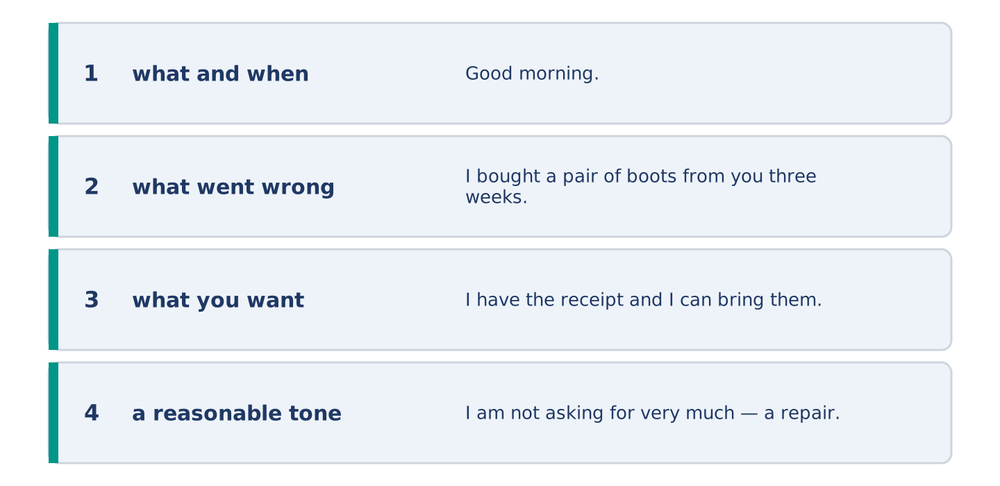 1 what and when Good morning.
2 what went wrong I bought a pair of boots from you three
weeks.
3 what you want I have the receipt and I can bring them.
4 a reasonable tone I am not asking for very much — a repair.